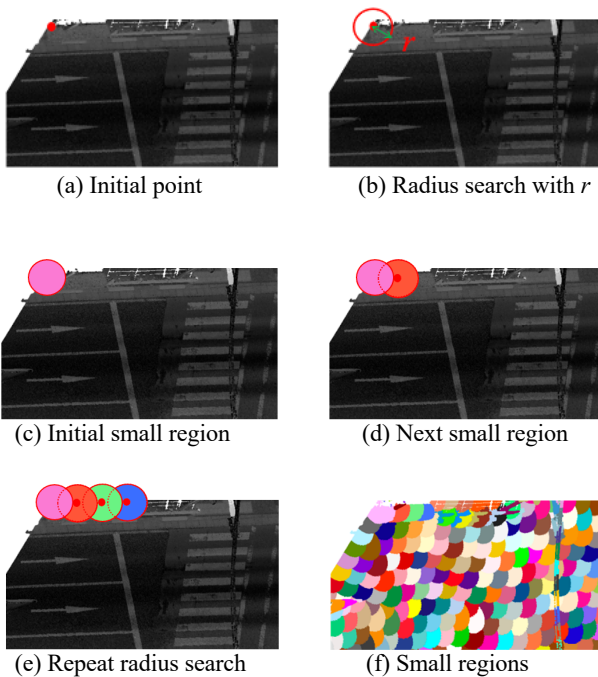 r
(a) Initial point
(b) Radius search with r
(c) Initial small region
(d) Next small region
(e) Repeat radius search
(f) Small regions